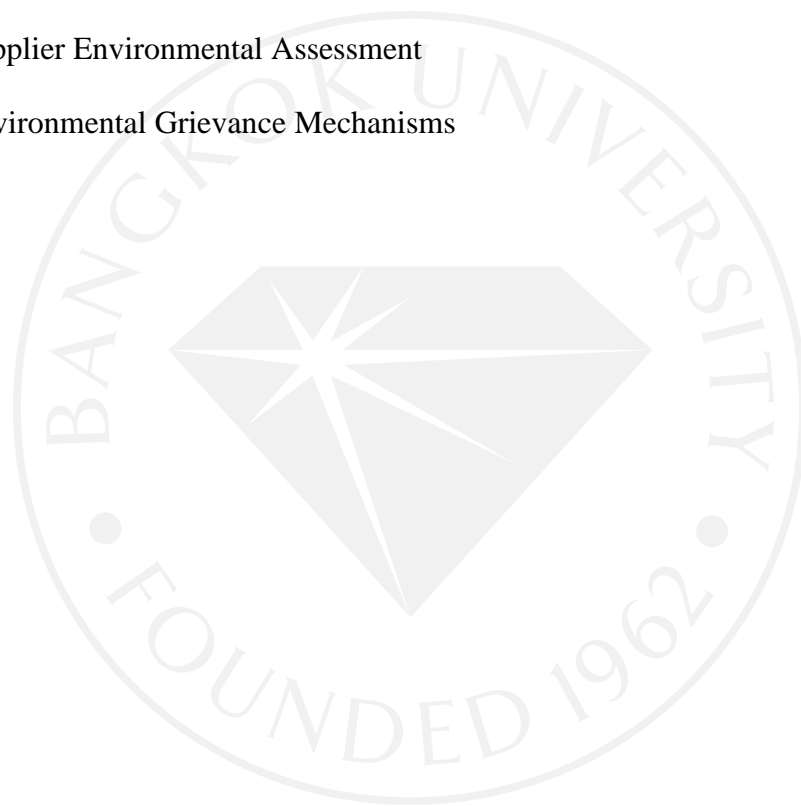 pplier Environmental Assessment
vironmental Grievance Mechanisms
BANGKOK UNIVERSITY
• FOUNDED 1962 •